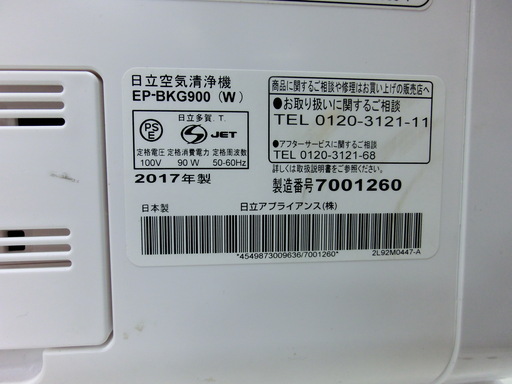 日立空気清浄機
EP-BKG900（W）
日立多賀. T.
PS
E
S JET
定格電圧 定格消費電力 定格周波数
100V 90 W 50-60Hz
2017年製
日本製
商品に関するご相談や修理はお買い上げの販売店へ
●お取り扱いに関するご相談
TEL 0120-3121-11
●アフターサービスに関するご相談
TEL 0120-3121-68
詳しくは取扱説明書をご参照ください。
製造番号7001260
日立アプライアンス(株)
*4549873009636/7001260*
2L92M0447-A